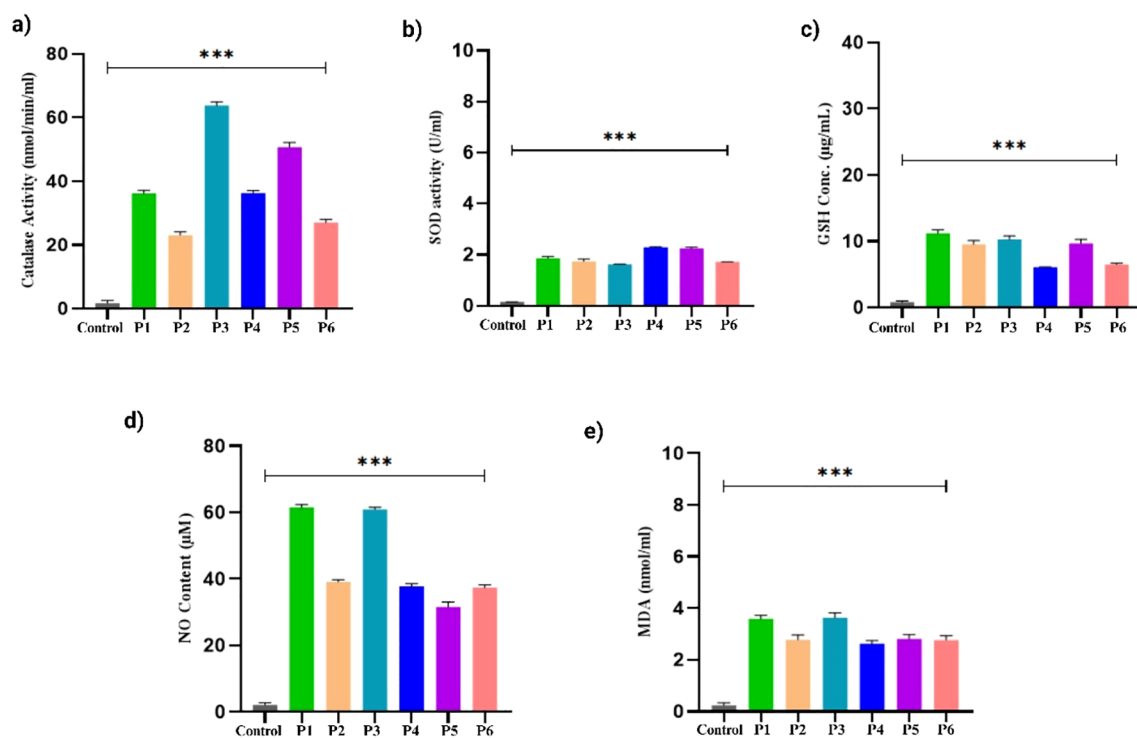 a)
***
Catalase Activity (nmol/min/ml)
80
60
40
20
0
Control P1 P2 P3 P4 P5 P6
b)
***
SOD activity (U/ml)
10
8
6
4
2
0
Control P1 P2 P3 P4 P5 P6
c)
***
GSH Conc. (µg/mL)
40
30
20
10
0
Control P1 P2 P3 P4 P5 P6
d)
***
NO Content (µM)
80
60
40
20
0
Control P1 P2 P3 P4 P5 P6
e)
***
MDA (nmol/ml)
10
8
6
4
2
0
Control P1 P2 P3 P4 P5 P6